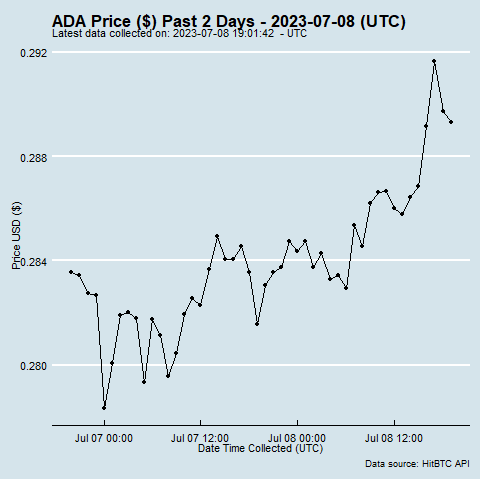 ADA Price ($) Past 2 Days - 2023-07-08 (UTC)
Latest data collected on: 2023-07-08 19:01:42  - UTC
0.292
0.288
0.284
0.280
Price USD ($)
Jul 07 00:00
Jul 07 12:00
Jul 08 00:00
Jul 08 12:00
Date Time Collected (UTC)
Data source: HitBTC API